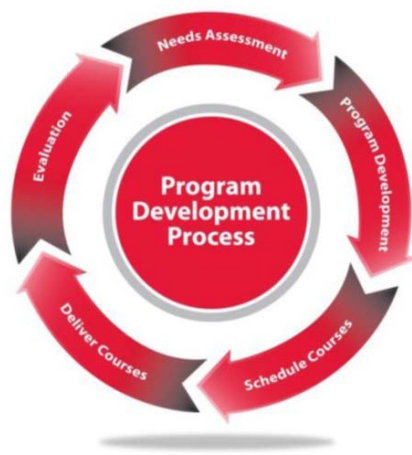 Needs Assessment
Program Development
Schedule Courses
Deliver Courses
Evaluation
Program
Development
Process